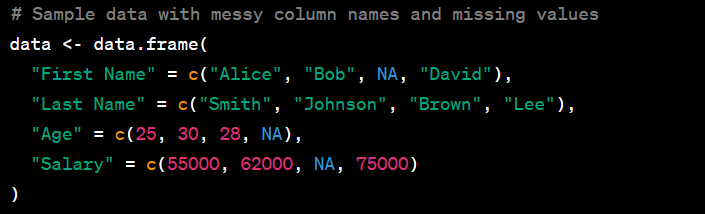 # Sample data with messy column names and missing values
data <- data.frame(
  "First Name" = c("Alice", "Bob", NA, "David"),
  "Last Name" = c("Smith", "Johnson", "Brown", "Lee"),
  "Age" = c(25, 30, 28, NA),
  "Salary" = c(55000, 62000, NA, 75000)
)